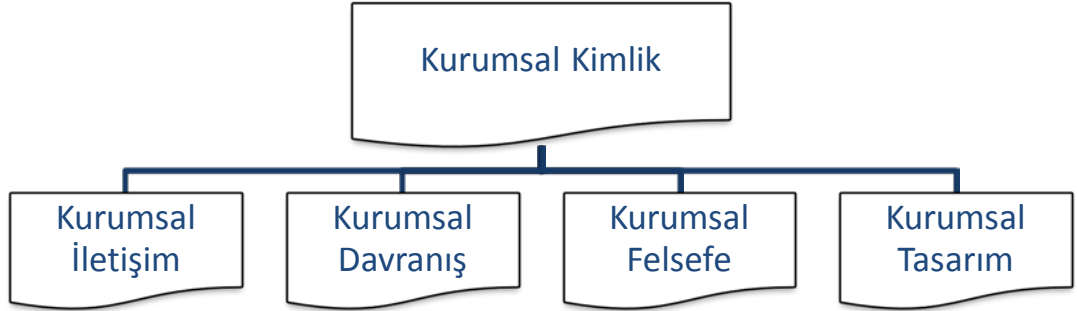 Kurumsal Kimlik
Kurumsal
İletişim
Kurumsal
Davranış
Kurumsal
Felsefe
Kurumsal
Tasarım